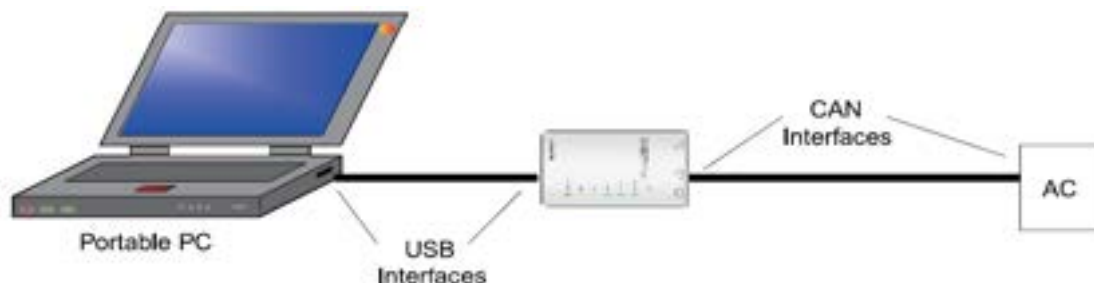 CAN
Interfaces
AC
Portable PC
USB
Interfaces